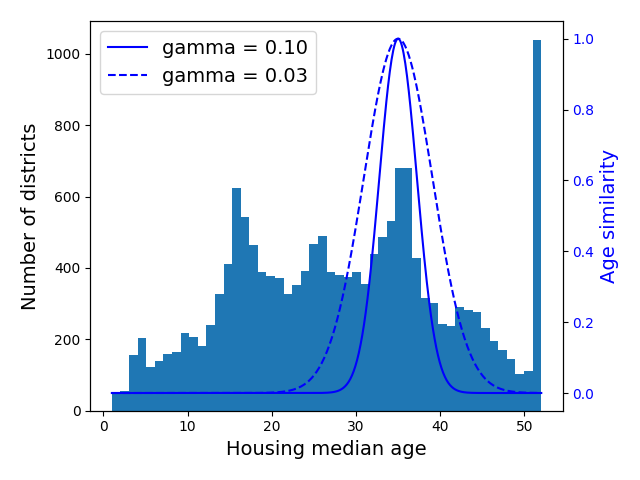 gamma = 0.10
gamma = 0.03
1000
800
600
400
200
0
Number of districts
0 10 20 30 40 50
Housing median age
1.0
0.8
0.6
0.4
0.2
0.0
Age similarity